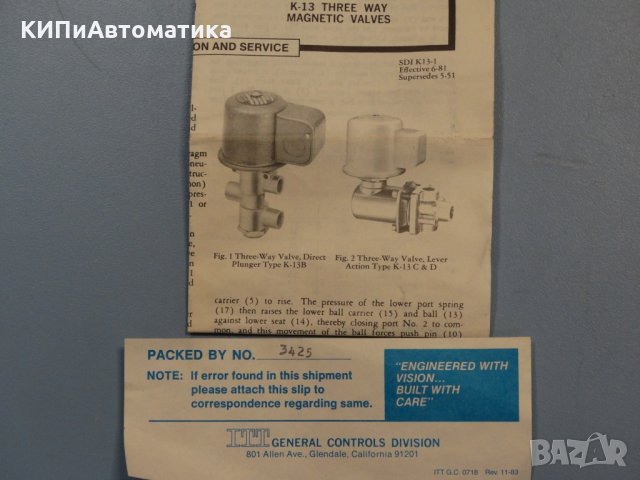 КИПиАвтоматика
K-13 THREE WAY
MAGNETIC VALVES
ON AND SERVICE
SDI K13-1
Effective 6-81
Supersedes 5-51
Fig. 1 Three-Way Valve, Direct
Plunger Type K-13B
Fig. 2 Three-Way Valve, Lever
Action Type K-13 C & D
carrier (5) to rise. The pressure of the lower port spring
(17) then raises the lower ball carrier (15) and ball (13)
against lower seat (14), thereby closing port No. 2 to com-
mon, and this movement of the ball forces push pin (10)
PACKED BY NO. 3425
NOTE: If error found in this shipment
please attach this slip to
correspondence regarding same.
"ENGINEERED WITH
VISION...
BUILT WITH
CARE"
ITT GENERAL CONTROLS DIVISION
801 Allen Ave., Glendale, California 91201
ITT G.C. 0718 Rev. 11-83
BAZAR